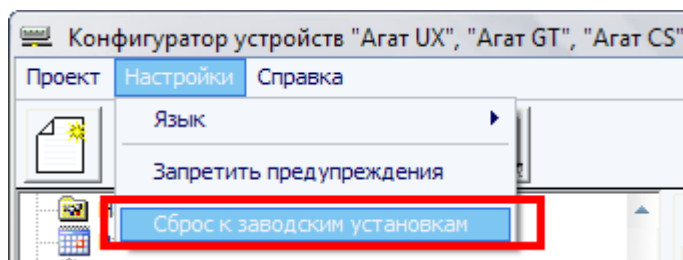 Конфигуратор устройств "Агат UX", "Агат GT", "Агат CS"
Проект Настройки Справка
Язык
Запретить предупреждения
Сброс к заводским установкам